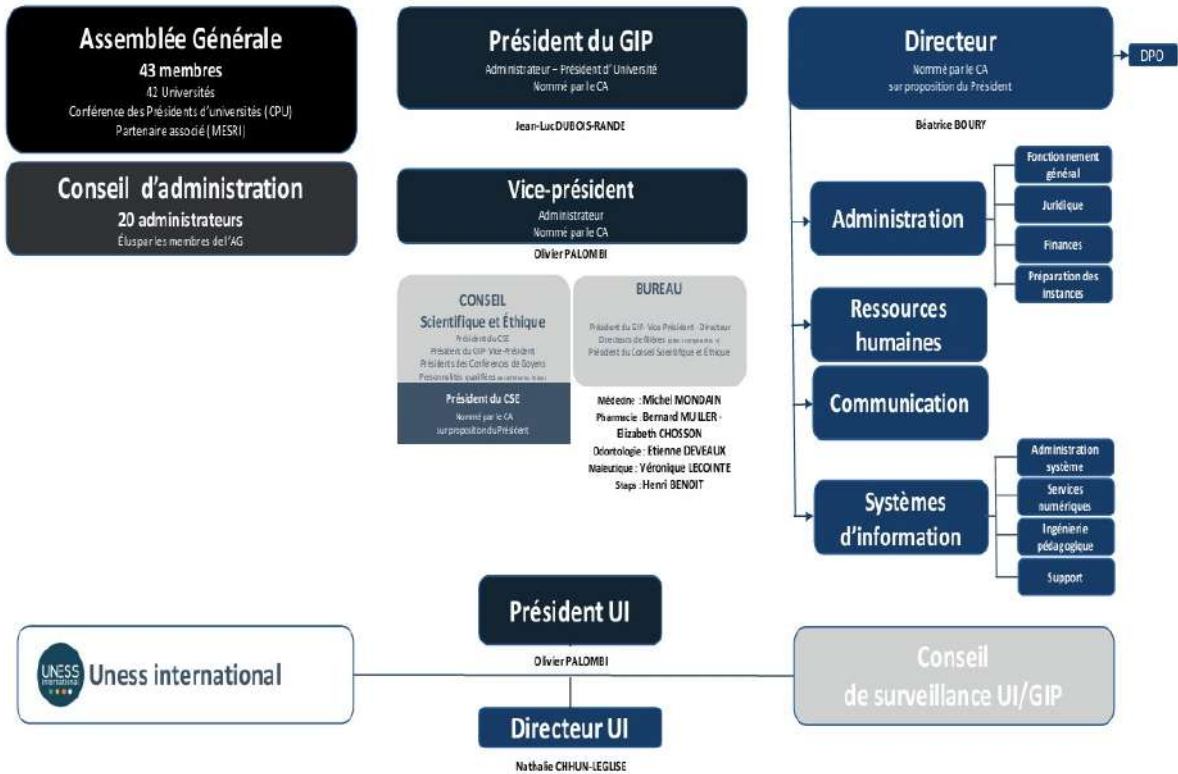 Assemblée Générale
43 membres
42 Universités
Conférence des Présidents d'universités (CPU)
Partenaire associé (MESRI)
Conseil d'administration
20 administrateurs
Élus par les membres de l'AG
Président du GIP
Administrateur – Président d'Université
Nommé par le CA
Jean-Luc DUBOIS-RANDE
Vice-président
Administrateur
Nommé par le CA
Olivier PALOMBI
CONSEIL
Scientifique et Éthique
Président du CSE
Président du GIP Vice-Président
Présidents des Conférences de Doyens
Personnalités qualifiées
Président du CSE
Nommé par le CA
sur proposition du Président
BUREAU
Président du GIP- Vice Président - Directeur
Directeurs de filières
Président du Conseil Scientifique et Éthique
Médecine : Michel MONDAIN
Pharmacie : Bernard MULLER -
Elizabeth CHOSSON
Odontologie : Etienne DEVEAUX
Maïeutique : Véronique LECOINTE
Staps : Henri BENOIT
Directeur
Nommé par le CA
sur proposition du Président
Béatrice BOURY
DPO
Administration
Fonctionnement
général
Juridique
Finances
Préparation des
instances
Ressources
humaines
Communication
Systèmes
d'information
Administration
système
Services
numériques
Ingénierie
pédagogique
Support
Président UI
Olivier PALOMBI
UNESS
international
Uness international
Conseil
de surveillance UI/GIP
Directeur UI
Nathalie CHHUN-LEGLISE